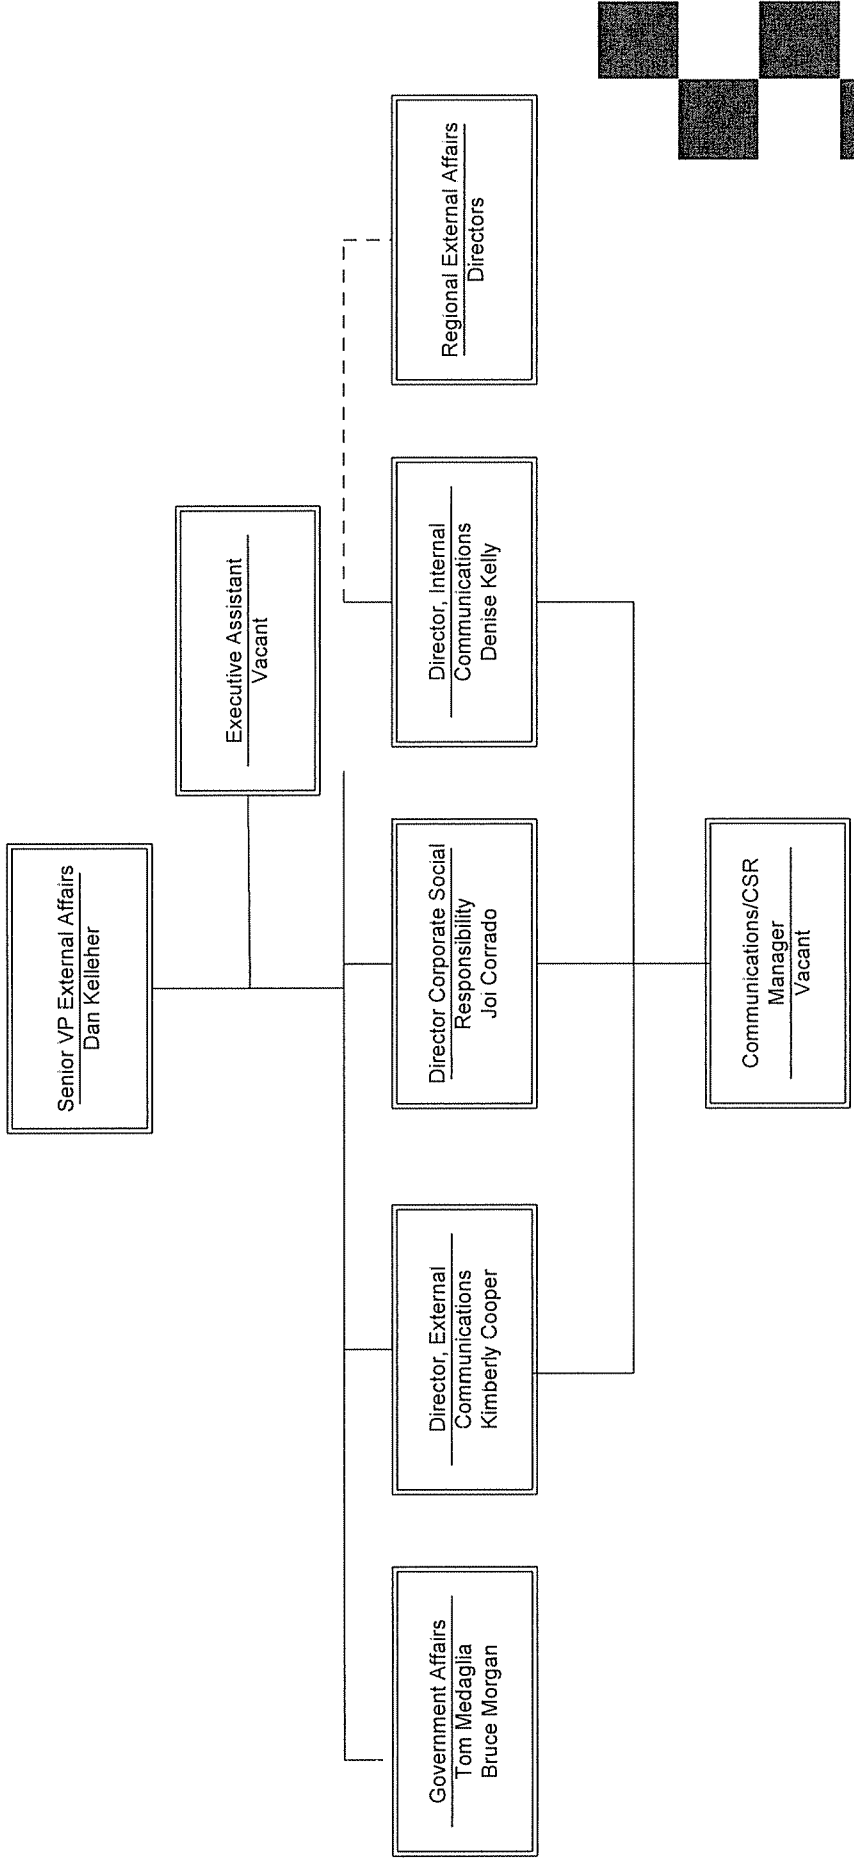 Senior VP External Affairs
Dan Kelleher
Executive Assistant
Vacant
Government Affairs
Tom Medaglia
Bruce Morgan
Director, External
Communications
Kimberly Cooper
Director Corporate Social
Responsibility
Joi Corrado
Director, Internal
Communications
Denise Kelly
Regional External Affairs
Directors
Communications/CSR
Manager
Vacant